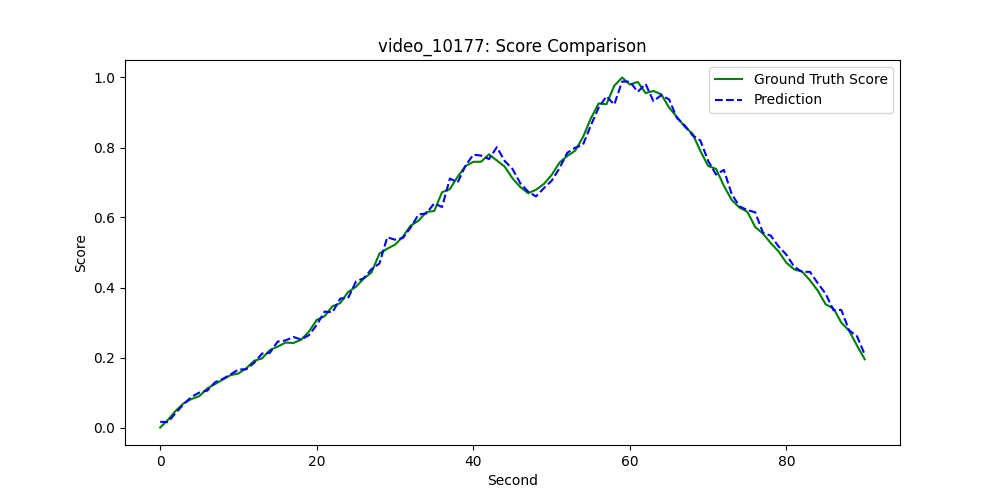 video_10177: Score Comparison
Ground Truth Score
Prediction
Score
1.0
0.8
0.6
0.4
0.2
0.0
0 20 40 60 80
Second